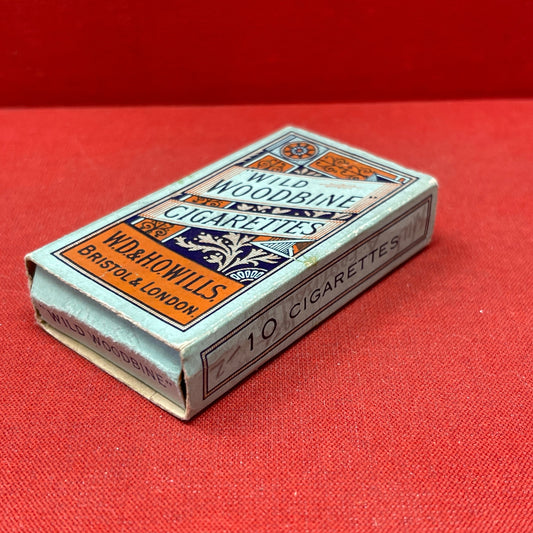 "WILD
WOODBINE"
CIGARETTES
W.D.& H.O.WILLS,
BRISTOL & LONDON.
10 CIGARETTES
"WILD WOODBINE"